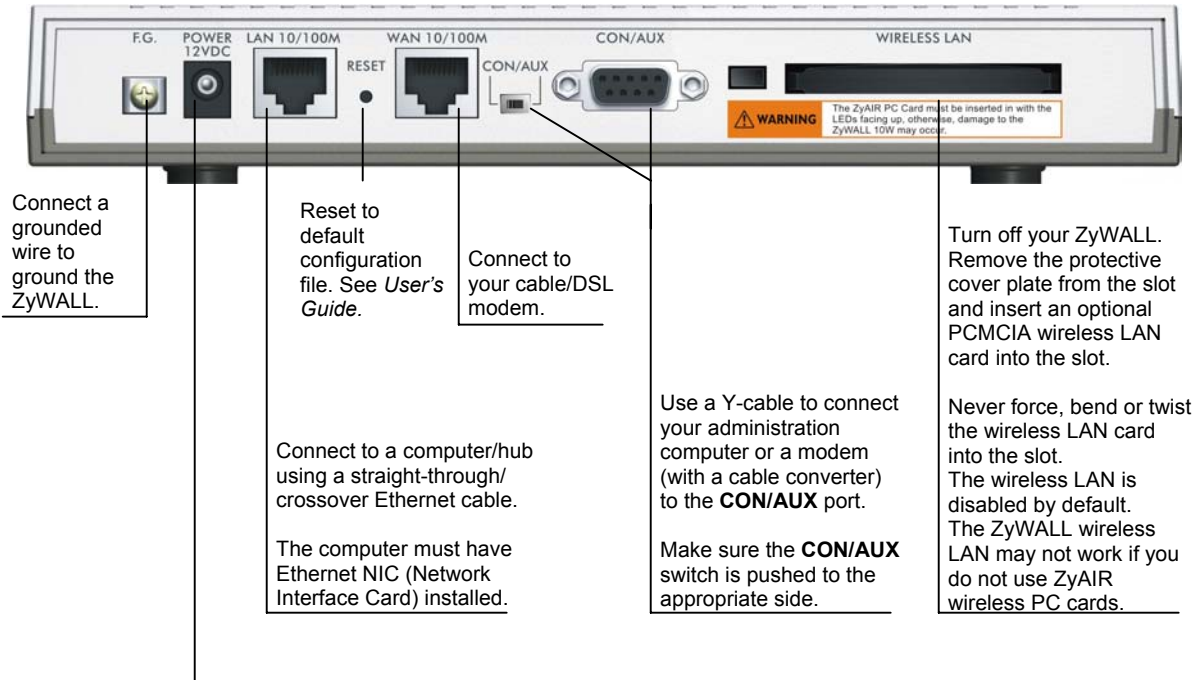 F.G.
POWER
12VDC
LAN 10/100M
RESET
WAN 10/100M
CON/AUX
CON/AUX
WIRELESS LAN
WARNING
The ZyAIR PC Card must be inserted in with the
LEDs facing up, otherwise, damage to the
ZyWALL 10W may occur.
Connect a
grounded
wire to
ground the
ZyWALL.
Reset to
default
configuration
file. See User's
Guide.
Connect to
your cable/DSL
modem.
Connect to a computer/hub
using a straight-through/
crossover Ethernet cable.
The computer must have
Ethernet NIC (Network
Interface Card) installed.
Use a Y-cable to connect
your administration
computer or a modem
(with a cable converter)
to the CON/AUX port.
Make sure the CON/AUX
switch is pushed to the
appropriate side.
Turn off your ZyWALL.
Remove the protective
cover plate from the slot
and insert an optional
PCMCIA wireless LAN
card into the slot.
Never force, bend or twist
the wireless LAN card
into the slot.
The wireless LAN is
disabled by default.
The ZyWALL wireless
LAN may not work if you
do not use ZyAIR
wireless PC cards.